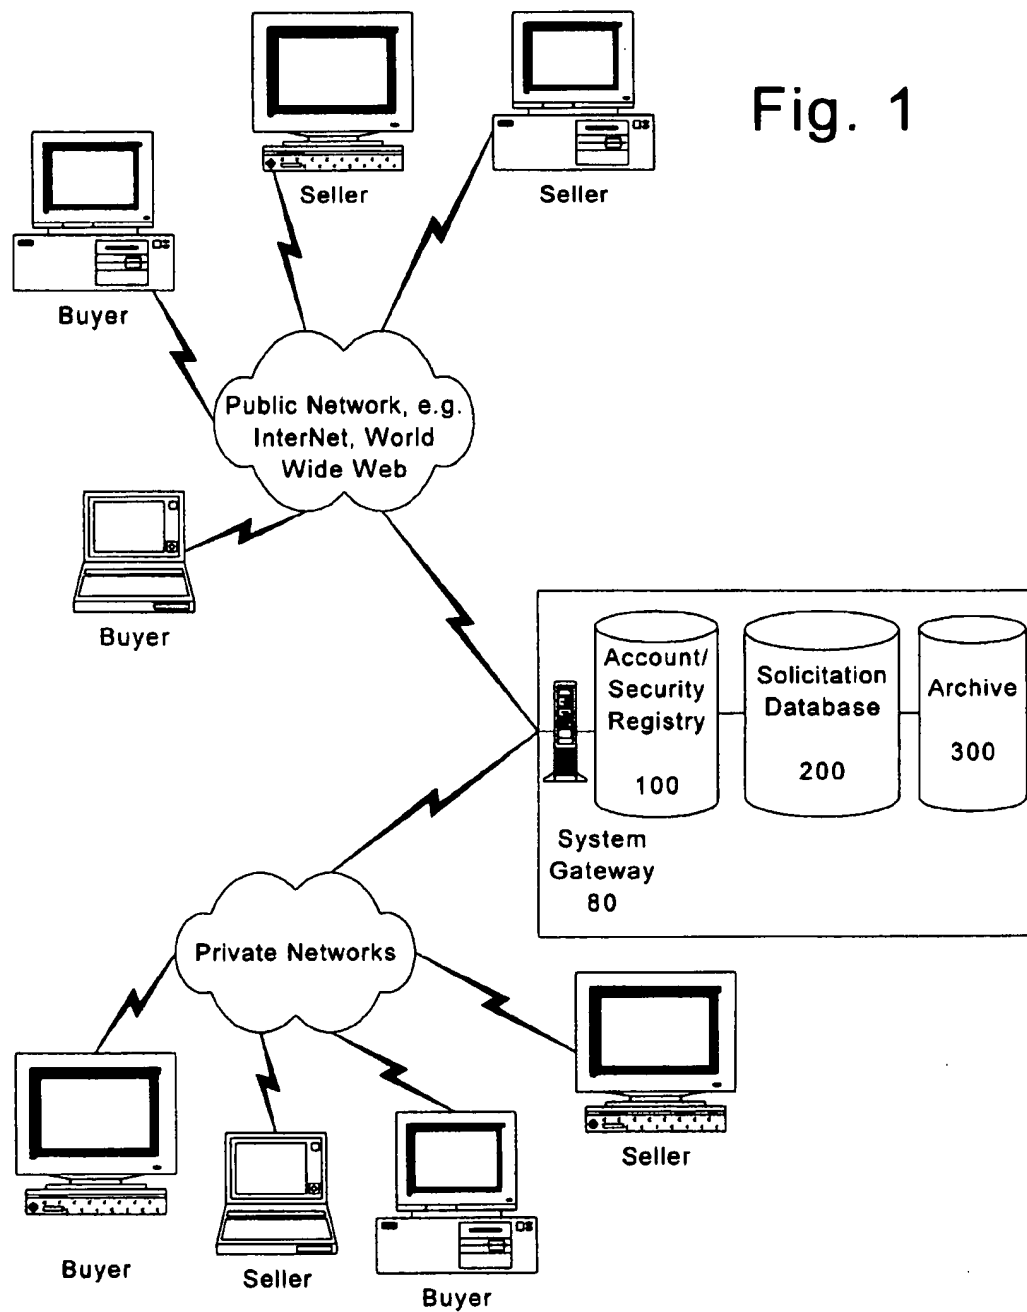 Fig. 1
Seller
Seller
Buyer
Public Network, e.g.
InterNet, World
Wide Web
Buyer
Account/
Security
Registry
100
Solicitation
Database
200
Archive
300
System
Gateway
80
Private Networks
Seller
Buyer
Seller
Buyer